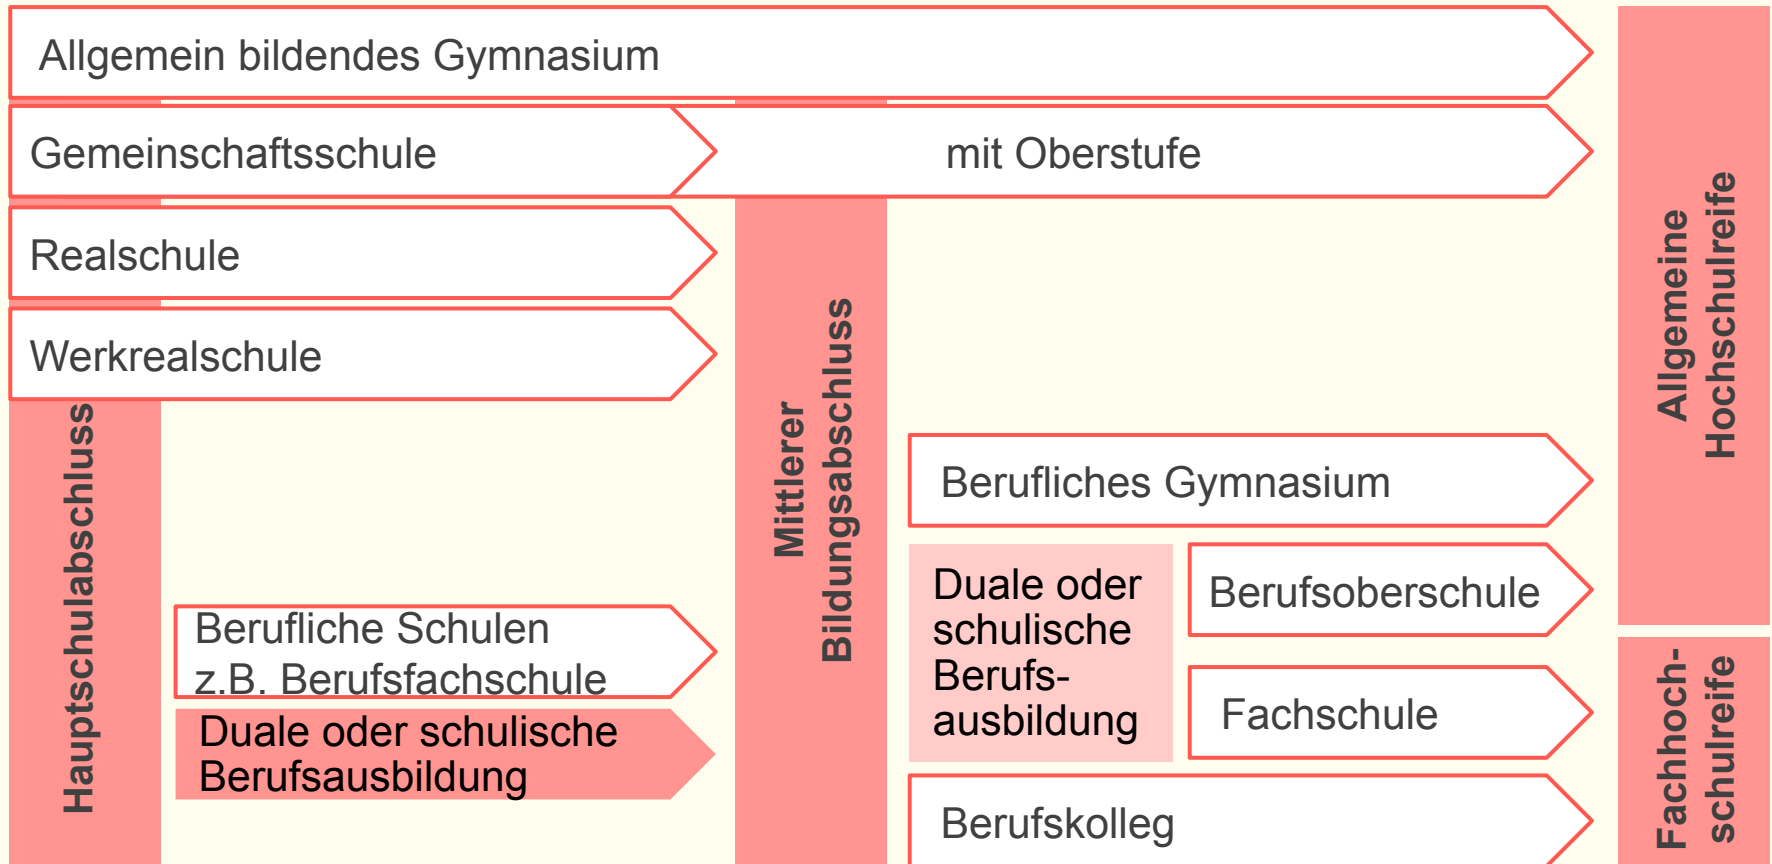 Allgemein bildendes Gymnasium
Gemeinschaftsschule
mit Oberstufe
Realschule
Werkrealschule
Hauptschulabschluss
Berufliche Schulen
z.B. Berufsfachschule
Duale oder schulische
Berufsausbildung
Mittlerer
Bildungsabschluss
Berufliches Gymnasium
Duale oder
schulische
Berufs-
ausbildung
Berufsoberschule
Fachschule
Berufskolleg
Allgemeine
Hochschulreife
Fachhoch-
schulreife